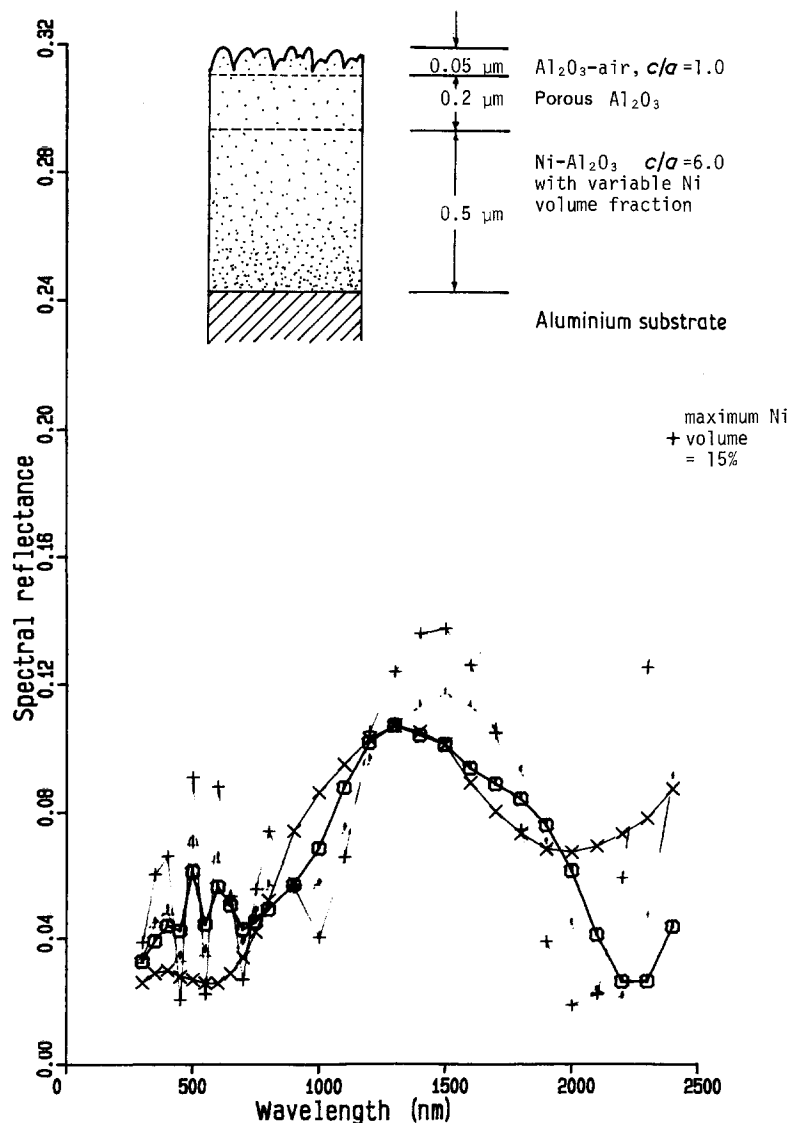 0.32
0.28
0.24
0.20
0.16
0.12
0.08
0.04
0.00
Spectral reflectance
0.05 µm
Al₂O₃-air, c/a=1.0
0.2 µm
Porous Al₂O₃
0.5 µm
Ni-Al₂O₃ c/a=6.0
with variable Ni
volume fraction
Aluminium substrate
maximum Ni
+ volume
= 15%
0
500
1000
1500
2000
2500
Wavelength (nm)